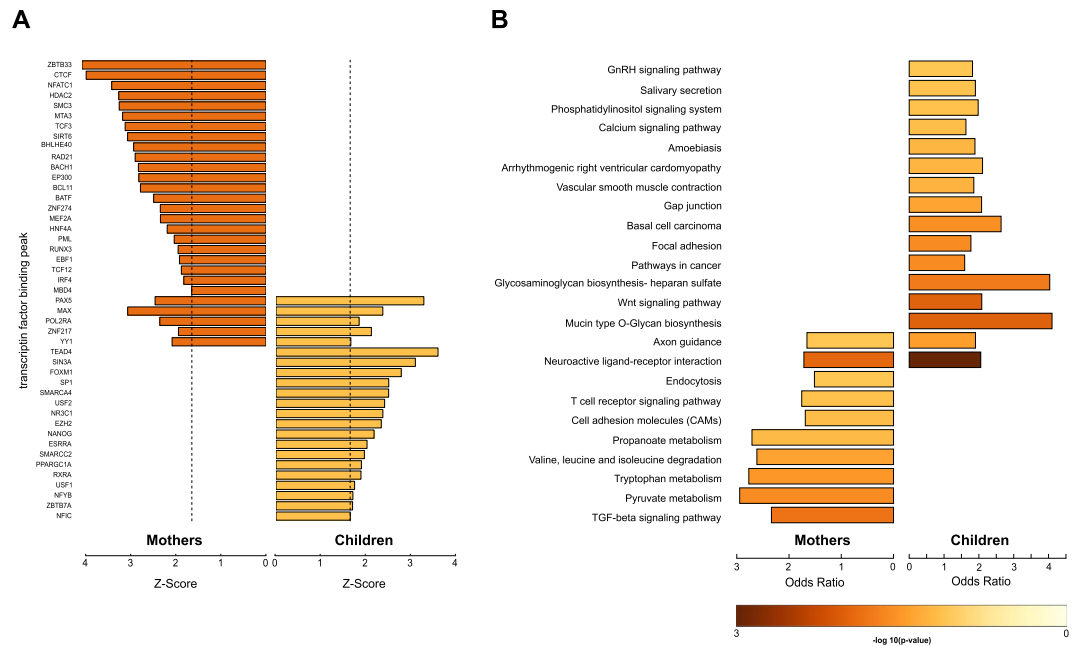 A
B
ZBTB33
CTCF
NFATC1
HDAC2
SMC3
MTA3
TCF3
SIRT6
BHLHE40
RAD21
BACH1
EP300
BCL11
BATF
ZNF274
MEF2A
HNF4A
PML
RUNX3
EBF1
TCF12
IRF4
MBD4
PAX5
MAX
POL2RA
ZNF217
YY1
TEAD4
SIN3A
FOXM1
SP1
SMARCA4
USF2
NR3C1
EZH2
NANOG
ESRRA
SMARCC2
PPARGC1A
RXRA
USF1
NFYB
ZBTB7A
NFIC
transcriptin factor binding peak
Mothers
Children
4 3 2 1 0
0 1 2 3 4
Z-Score
Z-Score
GnRH signaling pathway
Salivary secretion
Phosphatidylinositol signaling system
Calcium signaling pathway
Amoebiasis
Arrhythmogenic right ventricular cardomyopathy
Vascular smooth muscle contraction
Gap junction
Basal cell carcinoma
Focal adhesion
Pathways in cancer
Glycosaminoglycan biosynthesis- heparan sulfate
Wnt signaling pathway
Mucin type O-Glycan biosynthesis
Axon guidance
Neuroactive ligand-receptor interaction
Endocytosis
T cell receptor signaling pathway
Cell adhesion molecules (CAMs)
Propanoate metabolism
Valine, leucine and isoleucine degradation
Tryptophan metabolism
Pyruvate metabolism
TGF-beta signaling pathway
Mothers
Children
3 2 1 0
0 1 2 3 4
Odds Ratio
Odds Ratio
3
0
-log 10(p-value)